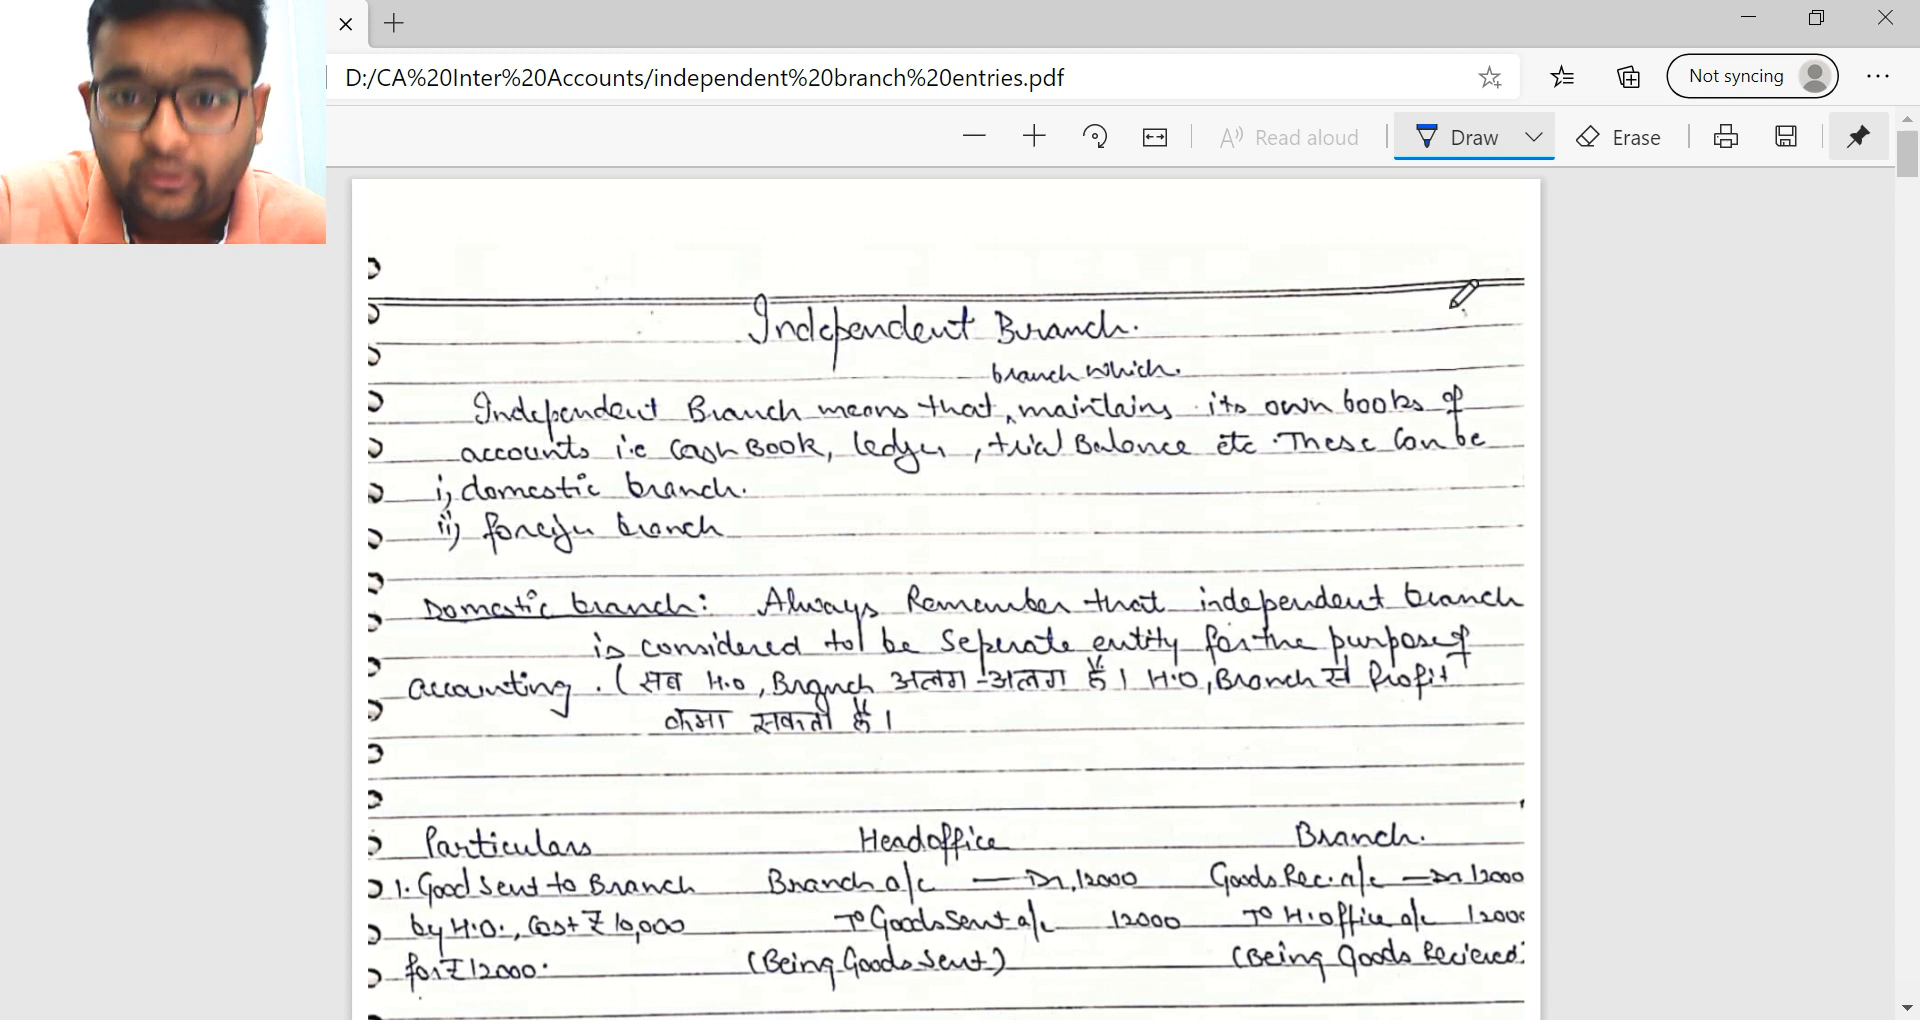 D:/CA%20Inter%20Accounts/independent%20branch%20entries.pdf
Not syncing
Read aloud
Draw
Erase
Independent Branch.
branch which.
Independent Branch means that maintains its own books of
accounts i.e Cash Book, ledger, trial Balance etc. These Can be
i) domestic branch.
ii) foreign branch
Domestic branch: Always Remember that independent branch
is considered to be Seperate entity for the purpose of
accounting. (सब H.O, Branch अलग-अलग हैं। H.O, Branch से Profit
कमा सकता हैं।
Particulars Head office Branch.
1. Good Sent to Branch Branch a/c — Dr. 12000 Goods Rec. a/c — Dr 12000
by H.O., Cost ₹ 10,000 To Goods Sent a/c 12000 To H.office a/c 12000
for ₹ 12000. (Being Goods Sent) (Being Goods Recieved